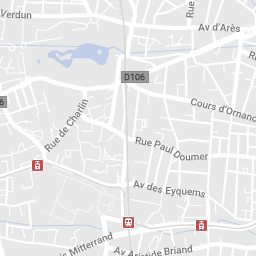 Verdun
Av d'Arès
Rue
D106
Cours d'Ornano
Rue de Charlin
Rue Paul Doumer
Av des Eyquems
Mitterrand
Av Aristide Briand